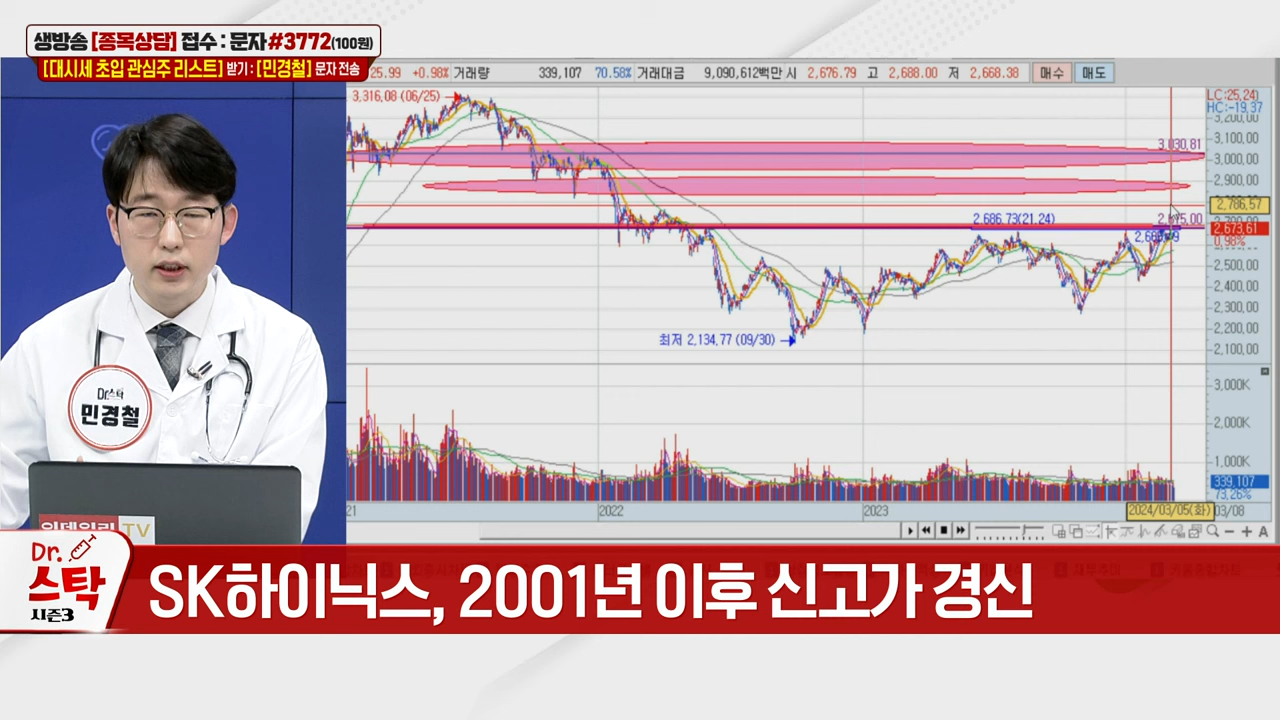 생방송 [종목상담] 접수 : 문자#3772(100원)
[대시세 초입 관심주 리스트] 받기 : [민경철] 문자 전송
25.99 +0.98% 거래량 339,107 70.58% 거래대금 9,090,612백만 시 2,676.79 고 2,688.00 저 2,668.38 매수 매도
3,316,08 (06/25)
LC:25,24)
HC:-19,37
3,200,00
3,100,00
3,030,81
3,000,00
2,900,00
2,786,57
2,686.73(21.24)
2,673,61
0,98%
2,500,00
2,400,00
2,300,00
2,200,00
2,100,00
최저 2,134,77 (09/30)
3,000K
2,000K
1,000K
339,107
73,26%
21 2022 2023 2024/03/05(화) 03/08
Dr.스탁
민경철
이데일리 TV
Dr.
스탁
시즌3
SK하이닉스, 2001년 이후 신고가 경신